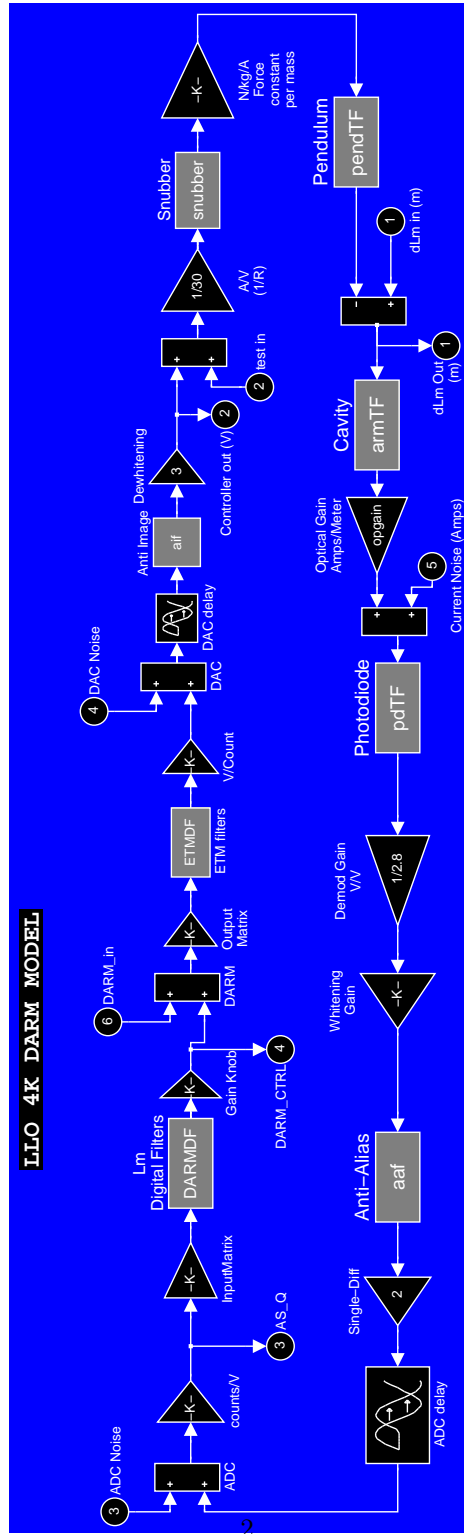 LLO 4K DARM MODEL
3
ADC Noise
+
+
ADC
-K-
counts/V
3
AS_Q
-K-
InputMatrix
Lm
Digital Filters
DARMDF
-K-
Gain Knob
4
DARM_CTRL
6
DARM_in
+
+
DARM
-K-
Output
Matrix
ETMDF
ETM filters
-K-
V/Count
4
DAC Noise
+
+
DAC
DAC delay
Anti Image
aif
Dewhitening
3
2
Controller out (V)
+
+
2
test in
1/30
A/V
(1/R)
Snubber
snubber
-K-
N/kg/A
Force
constant
per mass
Pendulum
pendTF
1
dLm in (m)
−
+
1
dLm Out
(m)
Cavity
armTF
Optical Gain
Amps/Meter
opgain
5
Current Noise (Amps)
+
+
Photodiode
pdTF
Demod Gain
V/V
1/2.8
Whitening
Gain
-K-
Anti-Alias
aaf
Single-Diff
2
ADC delay
2